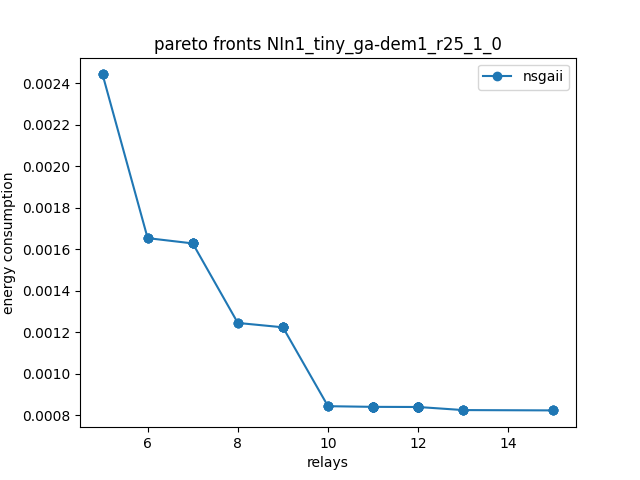 pareto fronts NIn1_tiny_ga-dem1_r25_1_0
nsgaii
energy consumption
0.0024
0.0022
0.0020
0.0018
0.0016
0.0014
0.0012
0.0010
0.0008
6 8 10 12 14
relays